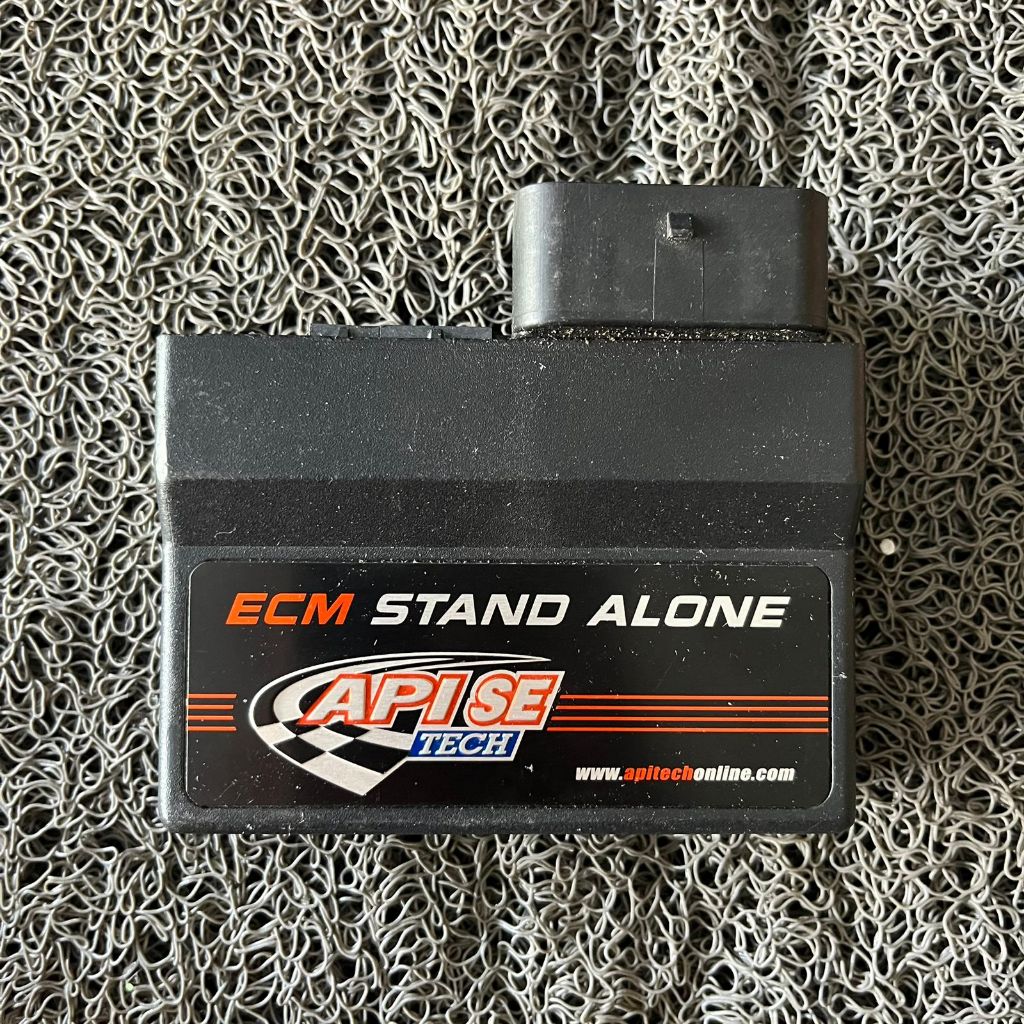 ECM STAND ALONE
API SE
TECH
www.apitechonline.com